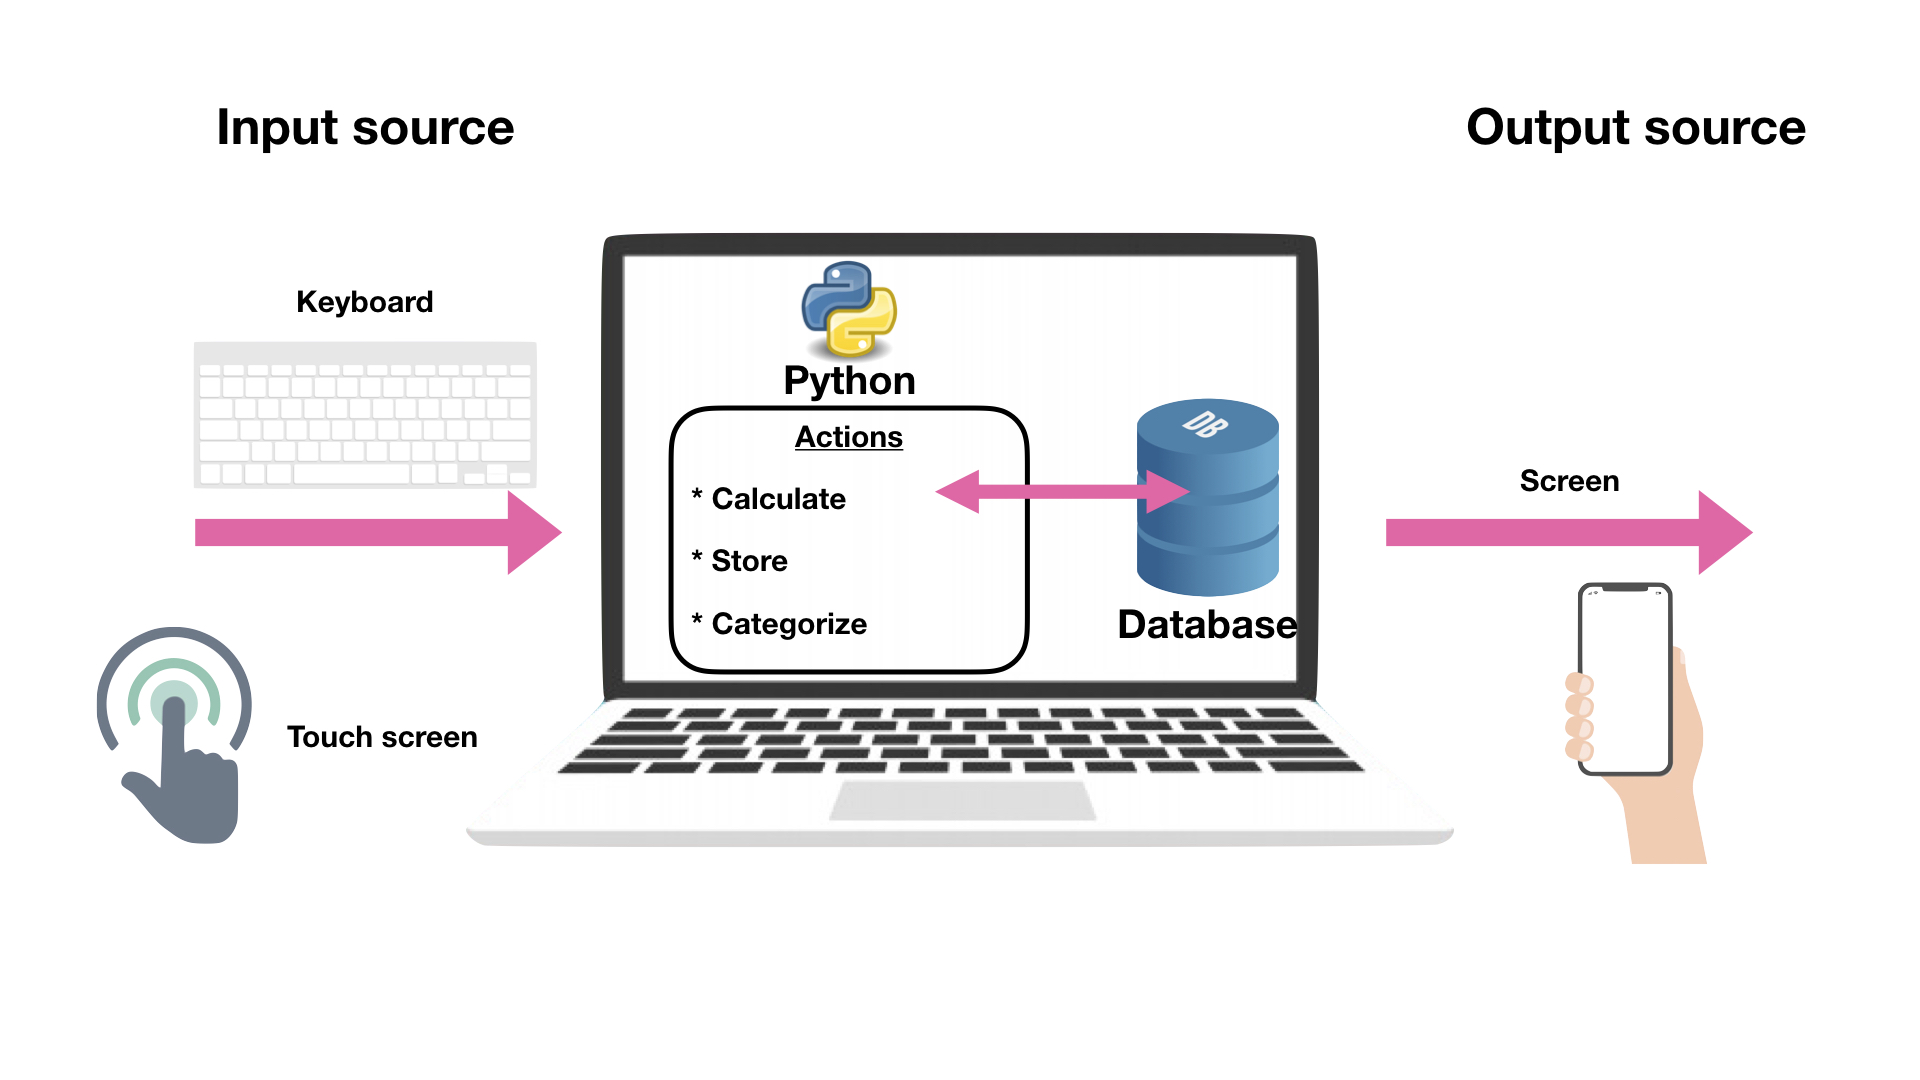 Input source
Output source
Keyboard
Python
Actions
* Calculate
* Store
* Categorize
DB
Database
Screen
Touch screen